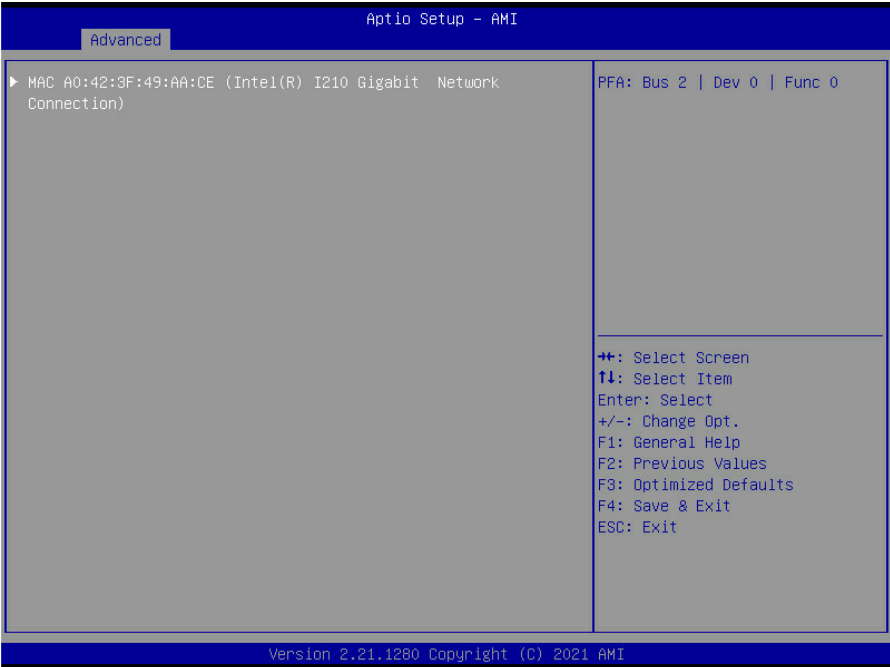 Aptio Setup – AMI
Advanced
▶ MAC A0:42:3F:49:AA:CE (Intel(R) I210 Gigabit  Network
Connection)
PFA: Bus 2 | Dev 0 | Func 0
→←: Select Screen
↑↓: Select Item
Enter: Select
+/-: Change Opt.
F1: General Help
F2: Previous Values
F3: Optimized Defaults
F4: Save & Exit
ESC: Exit
Version 2.21.1280 Copyright (C) 2021 AMI